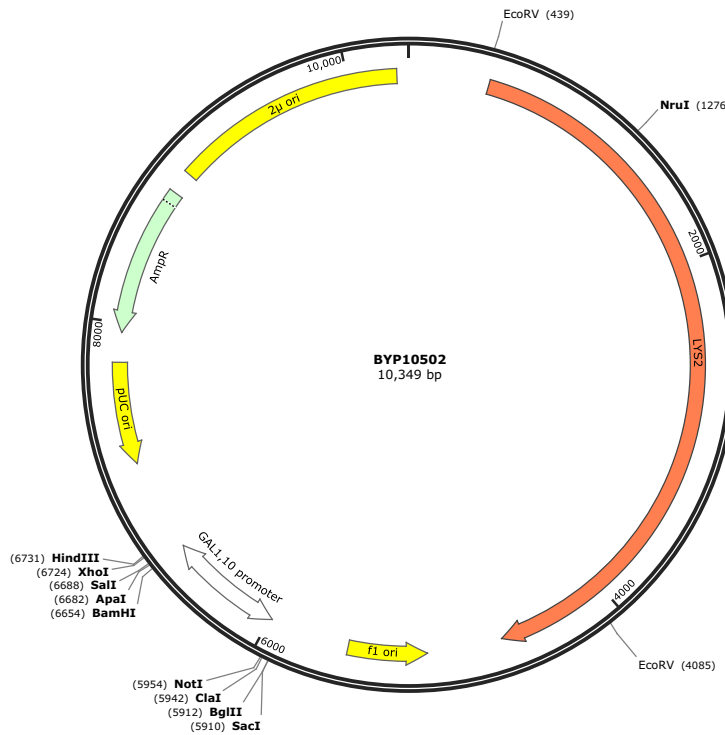 EcoRV (439)
10,000
2μ ori
NruI (1276
2000
AmpR
8000
LYS2
BYP10502
10,349 bp
pUC ori
GAL1,10 promoter
(6731) HindIII
(6724) XhoI
(6688) SalI
(6682) ApaI
(6654) BamHI
4000
6000
f1 ori
EcoRV (4085)
(5954) NotI
(5942) ClaI
(5912) BglII
(5910) SacI